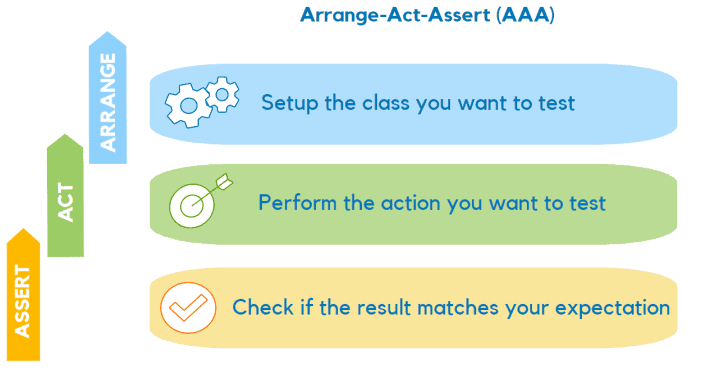 Arrange-Act-Assert (AAA)
ARRANGE
Setup the class you want to test
ACT
Perform the action you want to test
ASSERT
Check if the result matches your expectation